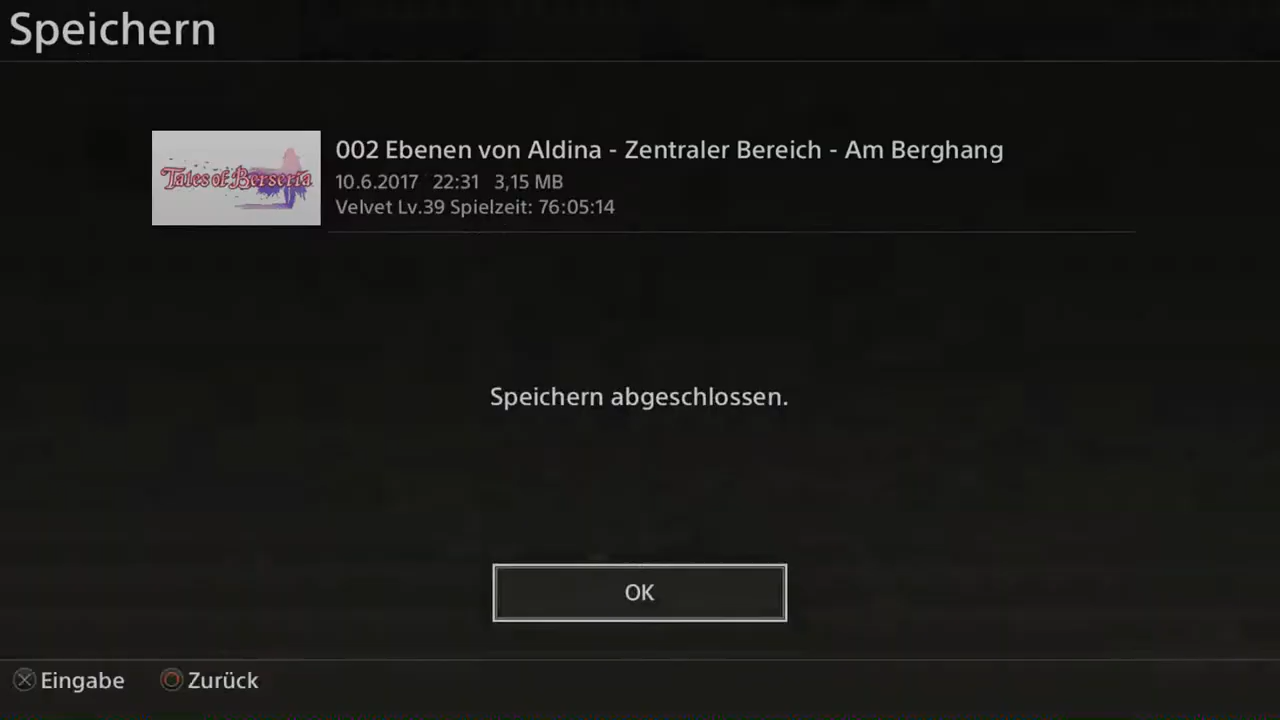 Speichern
Tales of Berseria
002 Ebenen von Aldina - Zentraler Bereich - Am Berghang
10.6.2017 22:31 3,15 MB
Velvet Lv.39 Spielzeit: 76:05:14
Speichern abgeschlossen.
OK
Eingabe Zurück